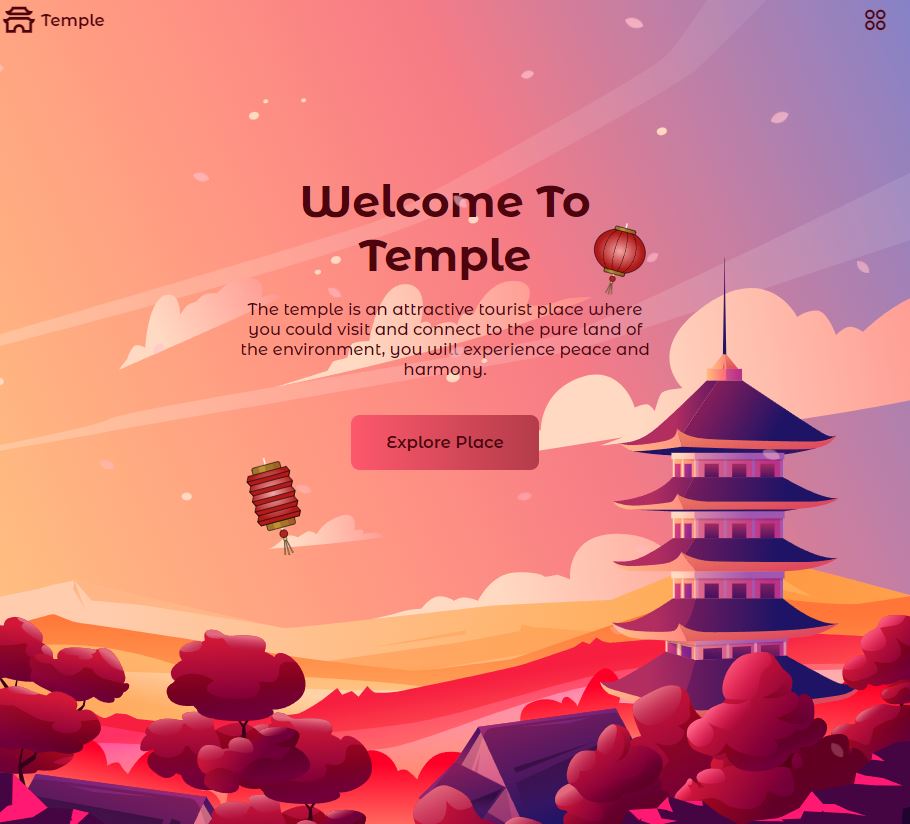 Temple
Welcome To
Temple
The temple is an attractive tourist place where
you could visit and connect to the pure land of
the environment, you will experience peace and
harmony.
Explore Place